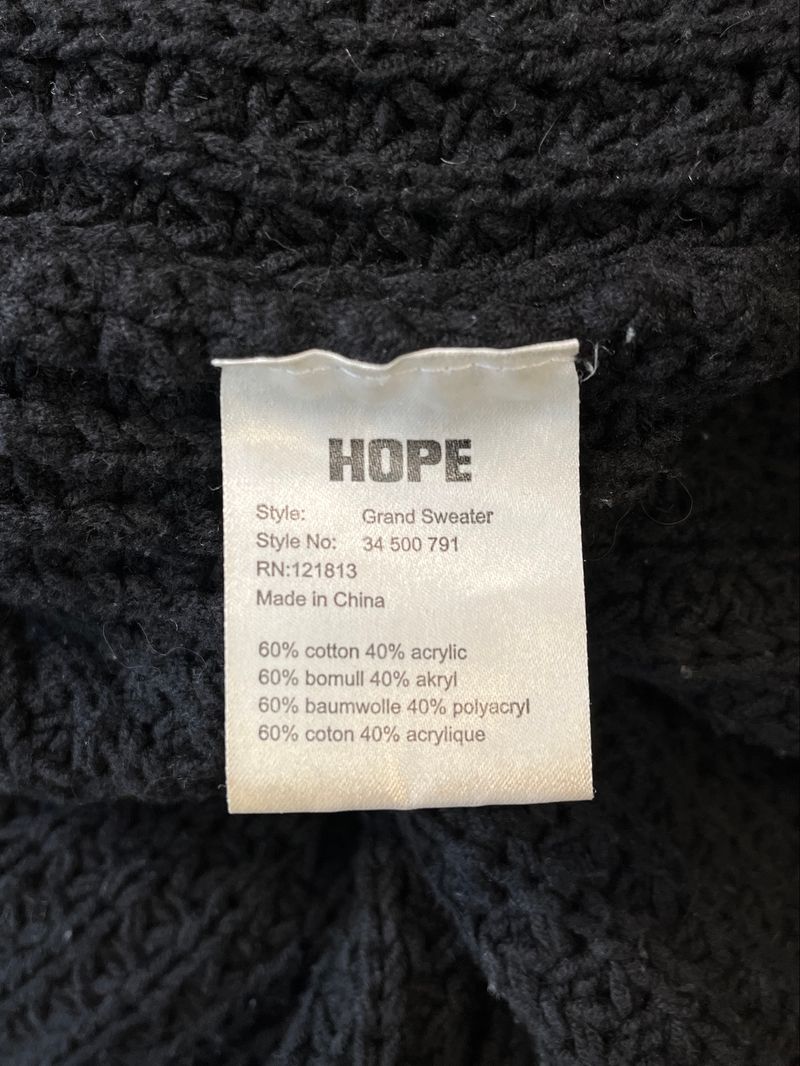 HOPE
Style: Grand Sweater
Style No: 34 500 791
RN:121813
Made in China
60% cotton 40% acrylic
60% bomull 40% akryl
60% baumwolle 40% polyacryl
60% coton 40% acrylique